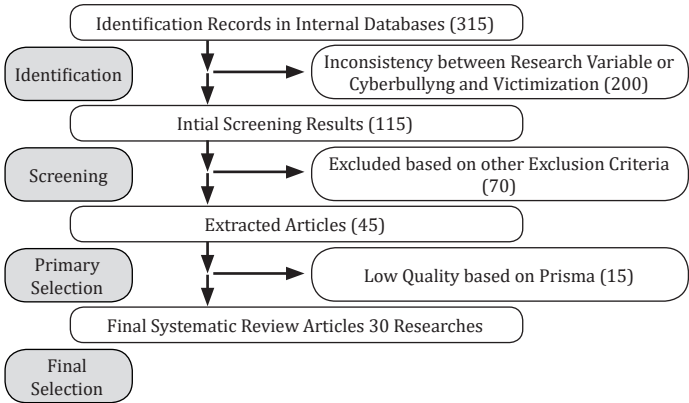 Identification Records in Internal Databases (315)
Identification
Inconsistency between Research Variable or
Cyberbullyng and Victimization (200)
Intial Screening Results (115)
Screening
Excluded based on other Exclusion Criteria
(70)
Extracted Articles (45)
Primary
Selection
Low Quality based on Prisma (15)
Final Systematic Review Articles 30 Researches
Final
Selection